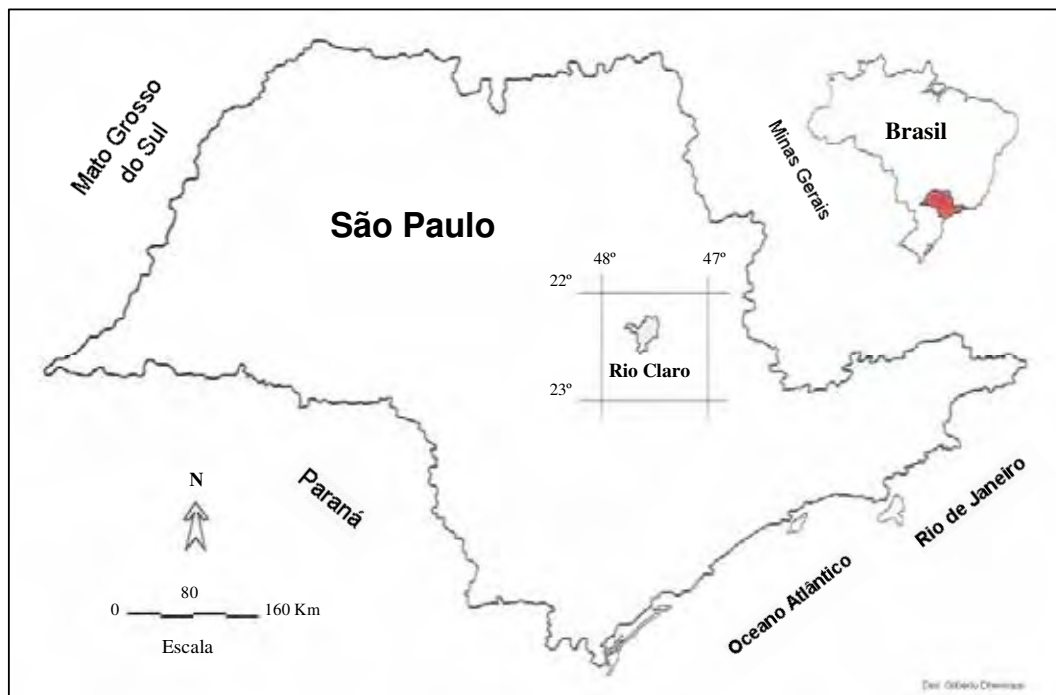 Mato Grosso
do Sul
São Paulo
Minas Gerais
Brasil
48º
47º
22º
Rio Claro
23º
Paraná
N
Rio de Janeiro
Oceano Atlântico
80
0
160 Km
Escala